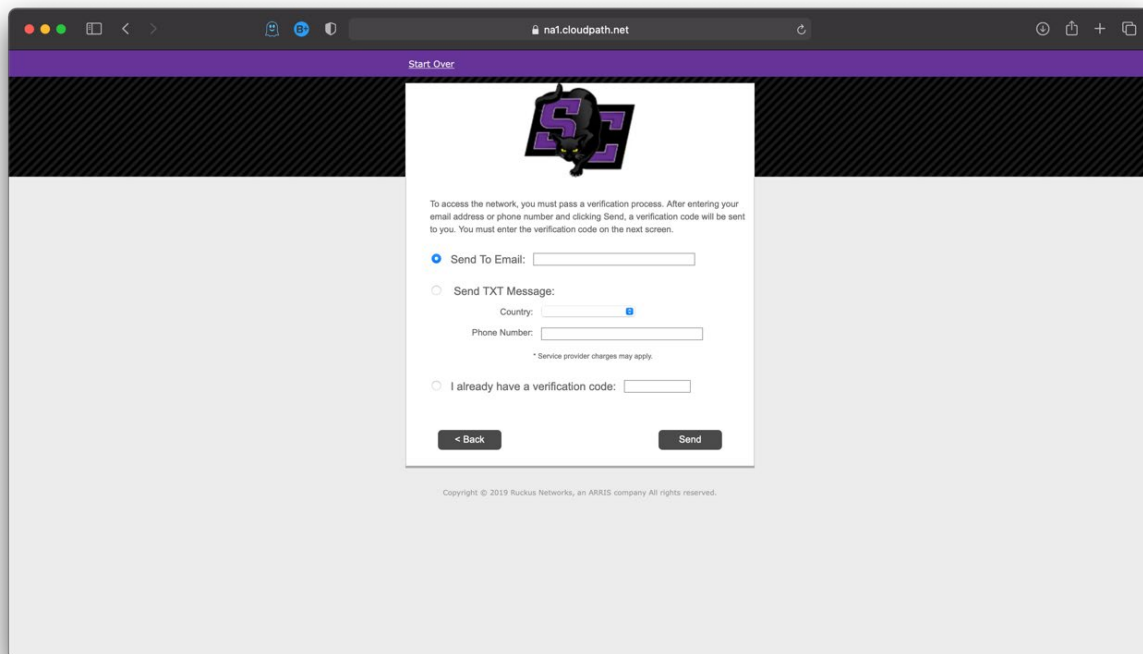 na1.cloudpath.net
Start Over
SC
To access the network, you must pass a verification process. After entering your
email address or phone number and clicking Send, a verification code will be sent
to you. You must enter the verification code on the next screen.
Send To Email:
Send TXT Message:
Country:
Phone Number:
* Service provider charges may apply.
I already have a verification code:
< Back
Send
Copyright © 2019 Ruckus Networks, an ARRIS company All rights reserved.